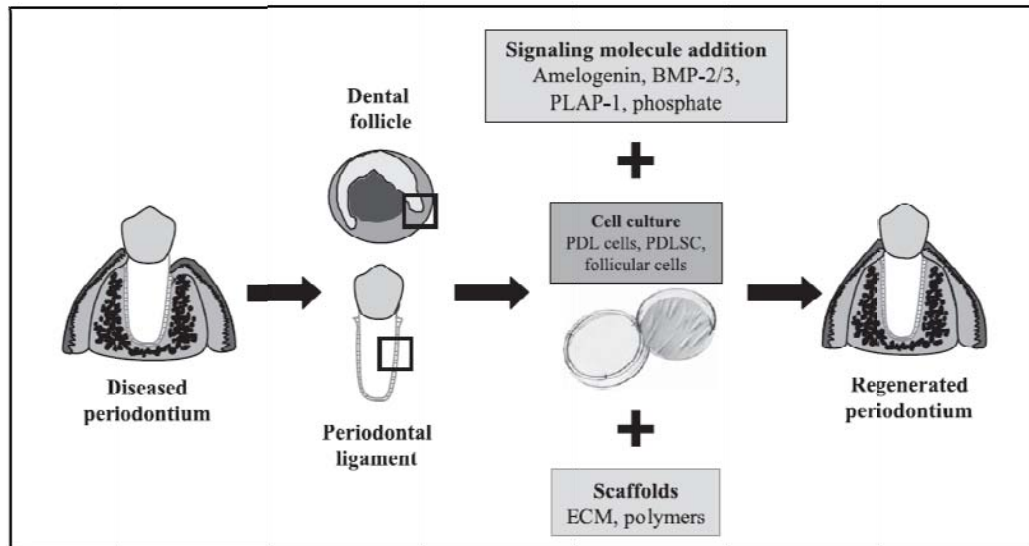 Signaling molecule addition
Amelogenin, BMP-2/3,
PLAP-1, phosphate
Dental
follicle
Cell culture
PDL cells, PDLSC,
follicular cells
Diseased
periodontium
Periodontal
ligament
Regenerated
periodontium
Scaffolds
ECM, polymers